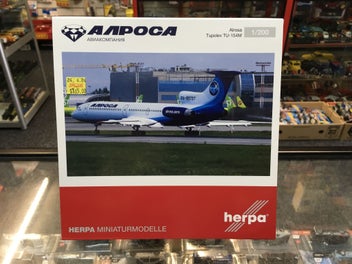 АЛРОСА
АВИАКОМПАНИЯ
Alrosa
Tupolev TU-154M
1/200
АЛРОСА
HERPA MINIATURMODELLE
herpa